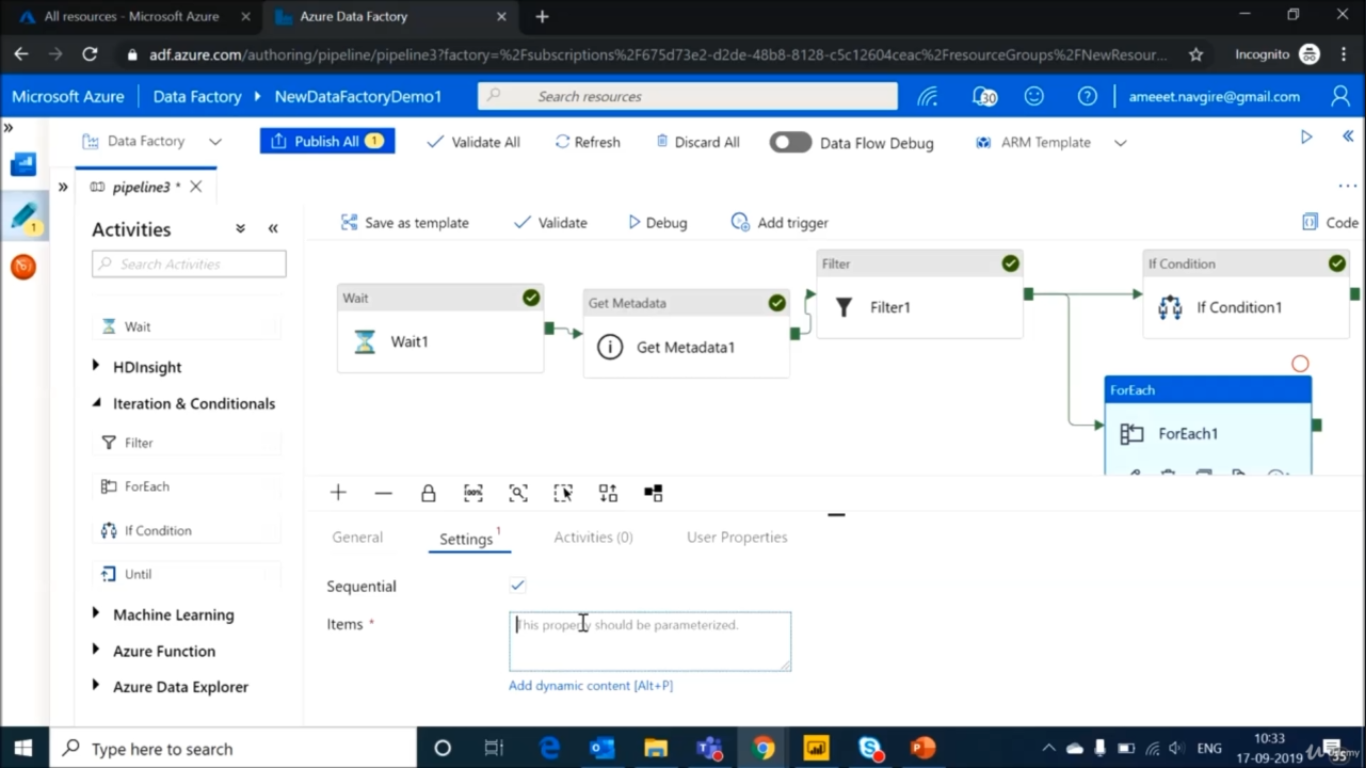 All resources - Microsoft Azure
Azure Data Factory
adf.azure.com/authoring/pipeline/pipeline3?factory=%2Fsubscriptions%2F675d73e2-d2de-48b8-8128-c5c12604ceac%2FresourceGroups%2FNewResour...
Incognito
Microsoft Azure
Data Factory
NewDataFactoryDemo1
Search resources
30
ameeet.navgire@gmail.com
Data Factory
Publish All 1
Validate All
Refresh
Discard All
Data Flow Debug
ARM Template
pipeline3 *
1
Activities
Search Activities
Save as template
Validate
Debug
Add trigger
Code
Wait
HDInsight
Iteration & Conditionals
Filter
ForEach
If Condition
Until
Machine Learning
Azure Function
Azure Data Explorer
Wait
Wait1
Get Metadata
Get Metadata1
Filter
Filter1
If Condition
If Condition1
ForEach
ForEach1
100%
General
Settings 1
Activities (0)
User Properties
Sequential
Items *
This property should be parameterized.
Add dynamic content [Alt+P]
Type here to search
ENG
10:33
17-09-2019
35